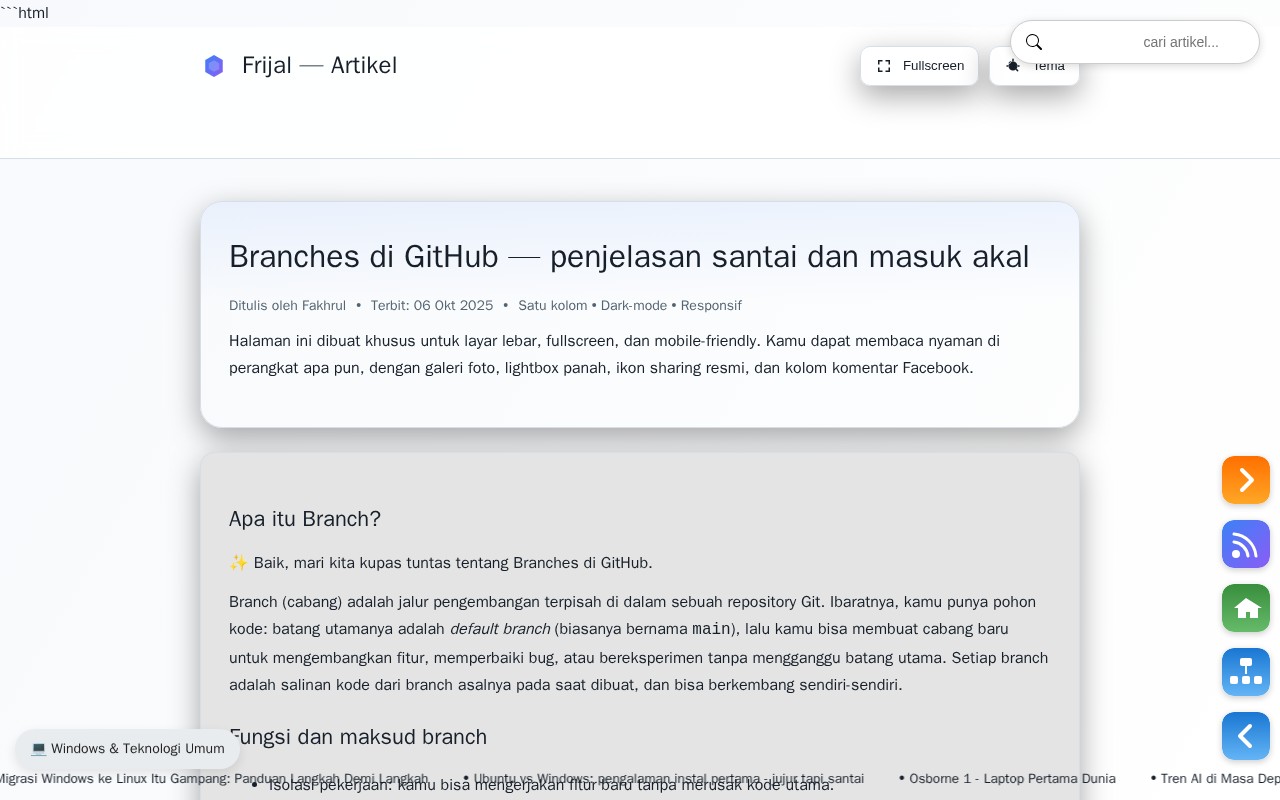 ```html
Frijal — Artikel
Fullscreen
Tema
cari artikel...
Branches di GitHub — penjelasan santai dan masuk akal
Ditulis oleh Fakhrul • Terbit: 06 Okt 2025 • Satu kolom • Dark-mode • Responsif
Halaman ini dibuat khusus untuk layar lebar, fullscreen, dan mobile-friendly. Kamu dapat membaca nyaman di
perangkat apa pun, dengan galeri foto, lightbox panah, ikon sharing resmi, dan kolom komentar Facebook.
Apa itu Branch?
✨ Baik, mari kita kupas tuntas tentang Branches di GitHub.
Branch (cabang) adalah jalur pengembangan terpisah di dalam sebuah repository Git. Ibaratnya, kamu punya pohon
kode: batang utamanya adalah default branch (biasanya bernama main), lalu kamu bisa membuat cabang baru
untuk mengembangkan fitur, memperbaiki bug, atau bereksperimen tanpa mengganggu batang utama. Setiap branch
adalah salinan kode dari branch asalnya pada saat dibuat, dan bisa berkembang sendiri-sendiri.
Fungsi dan maksud branch
💻 Windows & Teknologi Umum
Migrasi Windows ke Linux Itu Gampang: Panduan Langkah Demi Langkah • Ubuntu vs Windows: pengalaman instal pertama, jujur tapi santai • Osborne 1 - Laptop Pertama Dunia • Tren AI di Masa Dep
• Isolasi pekerjaan: kamu bisa mengerjakan fitur baru tanpa merusak kode utama.